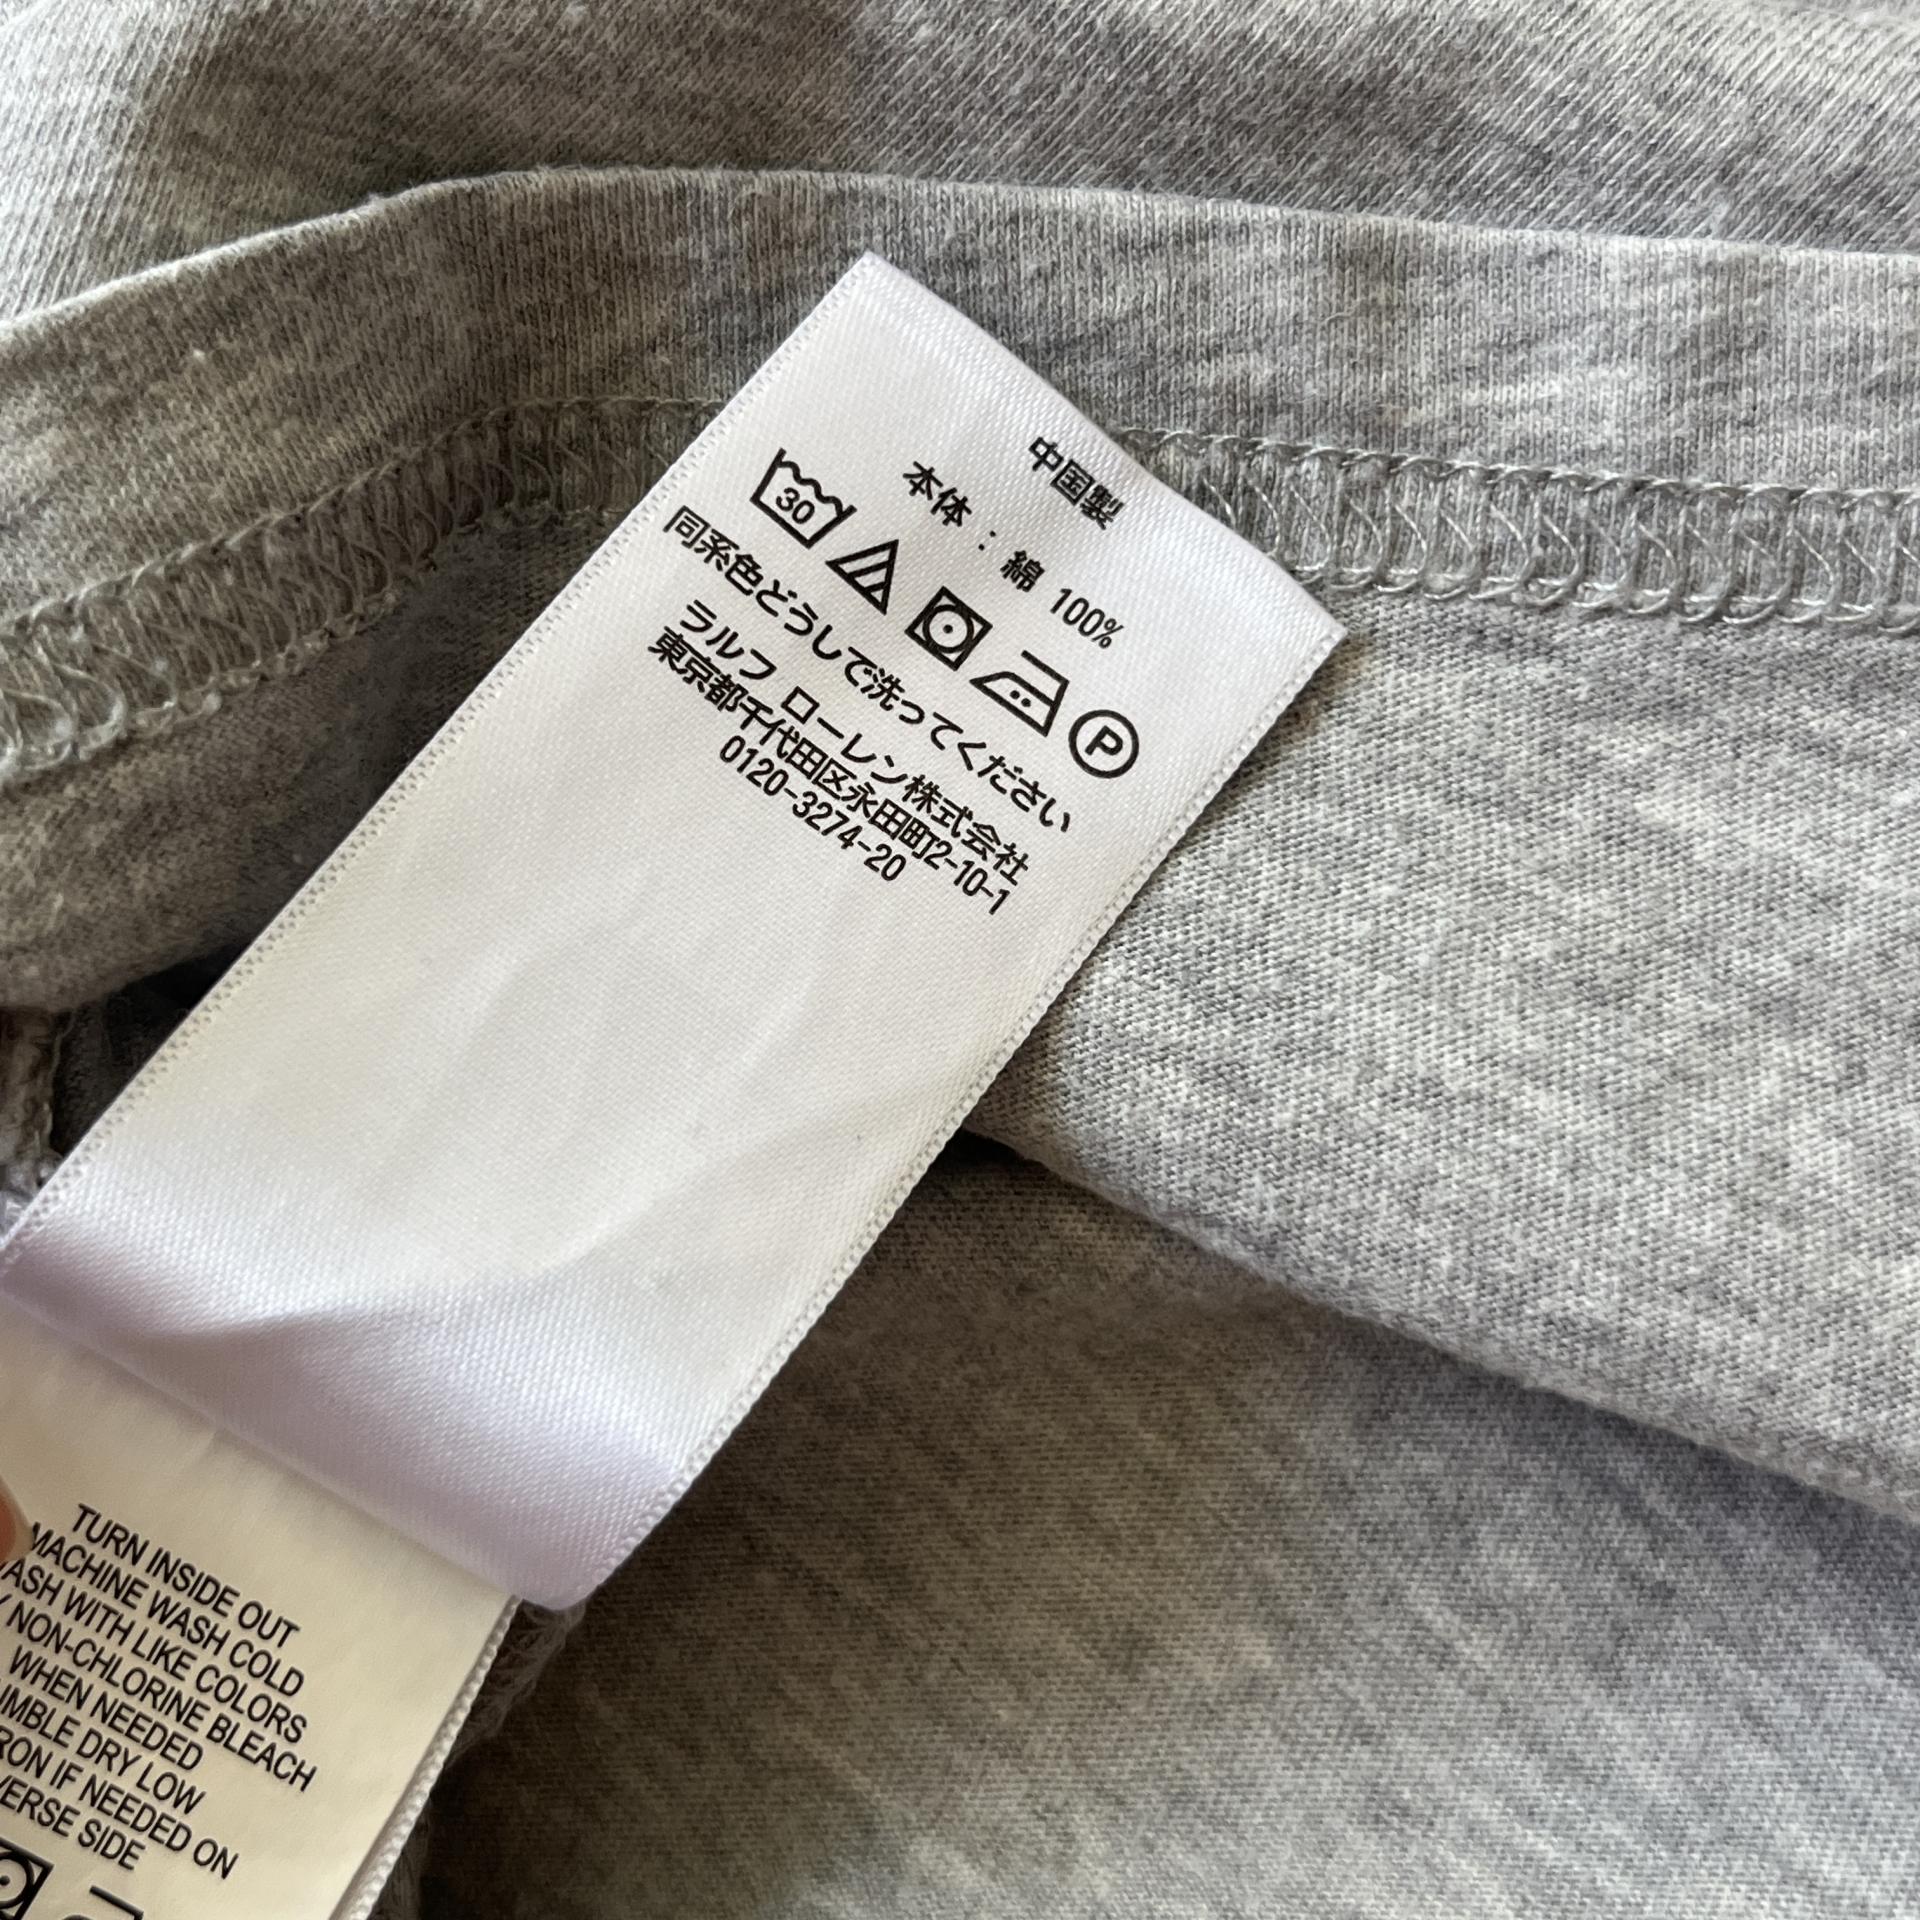 中国製
本体 : 綿 100%
30
P
同系色どうしで洗ってください
ラルフ ローレン株式会社
東京都千代田区永田町2-10-1
0120-3274-20
TURN INSIDE OUT
MACHINE WASH COLD
WITH LIKE COLORS
NON-CHLORINE BLEACH
WHEN NEEDED
DRY LOW
IF NEEDED ON
SIDE